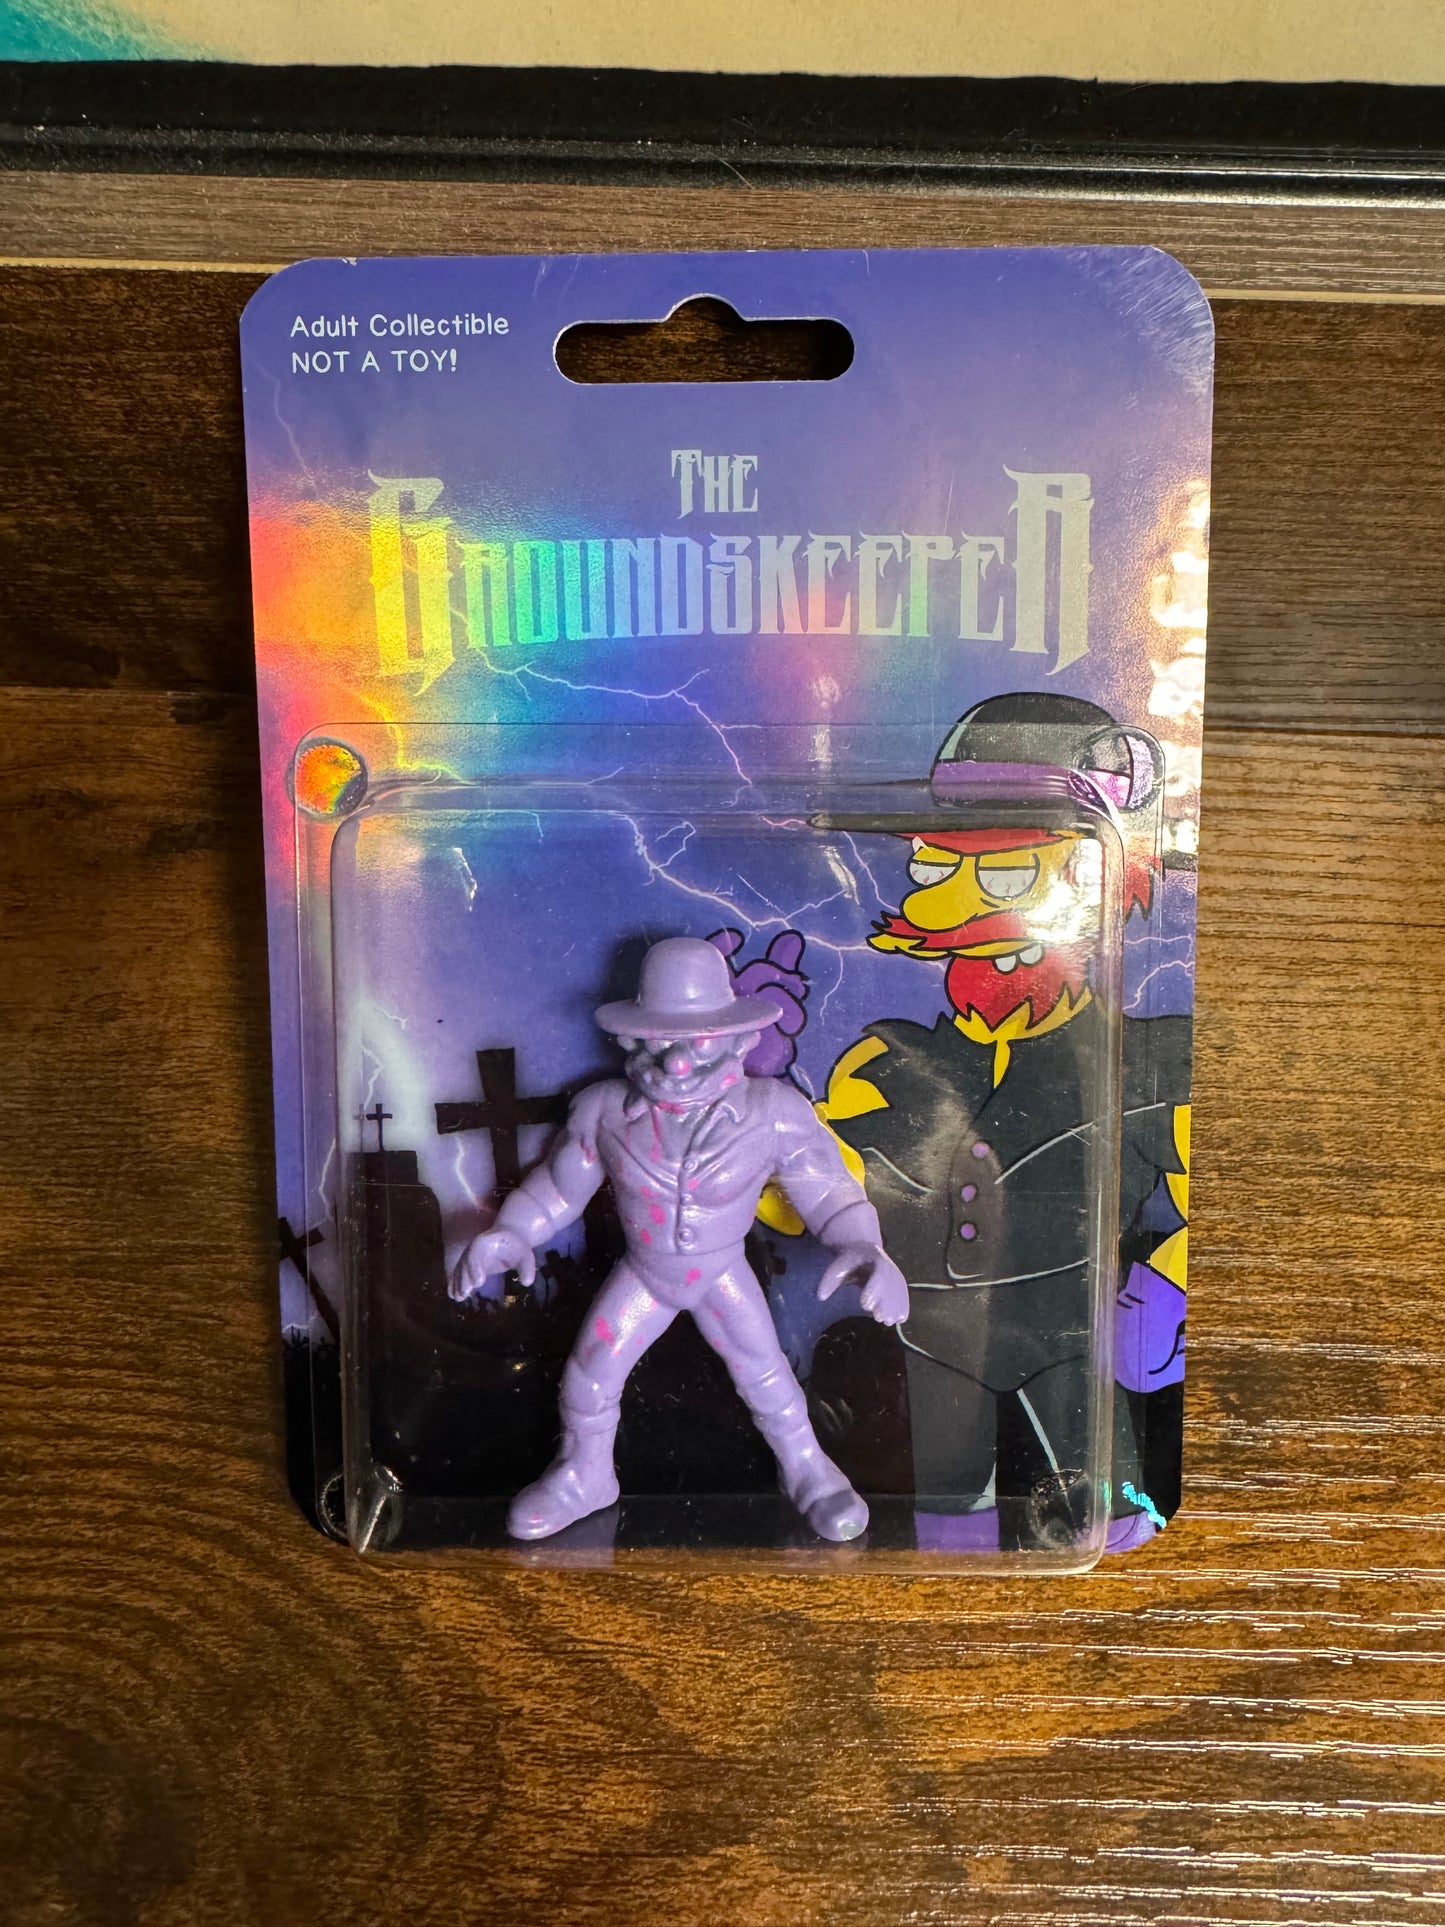 Adult Collectible
NOT A TOY!
THE
GROUNDSKEEPER